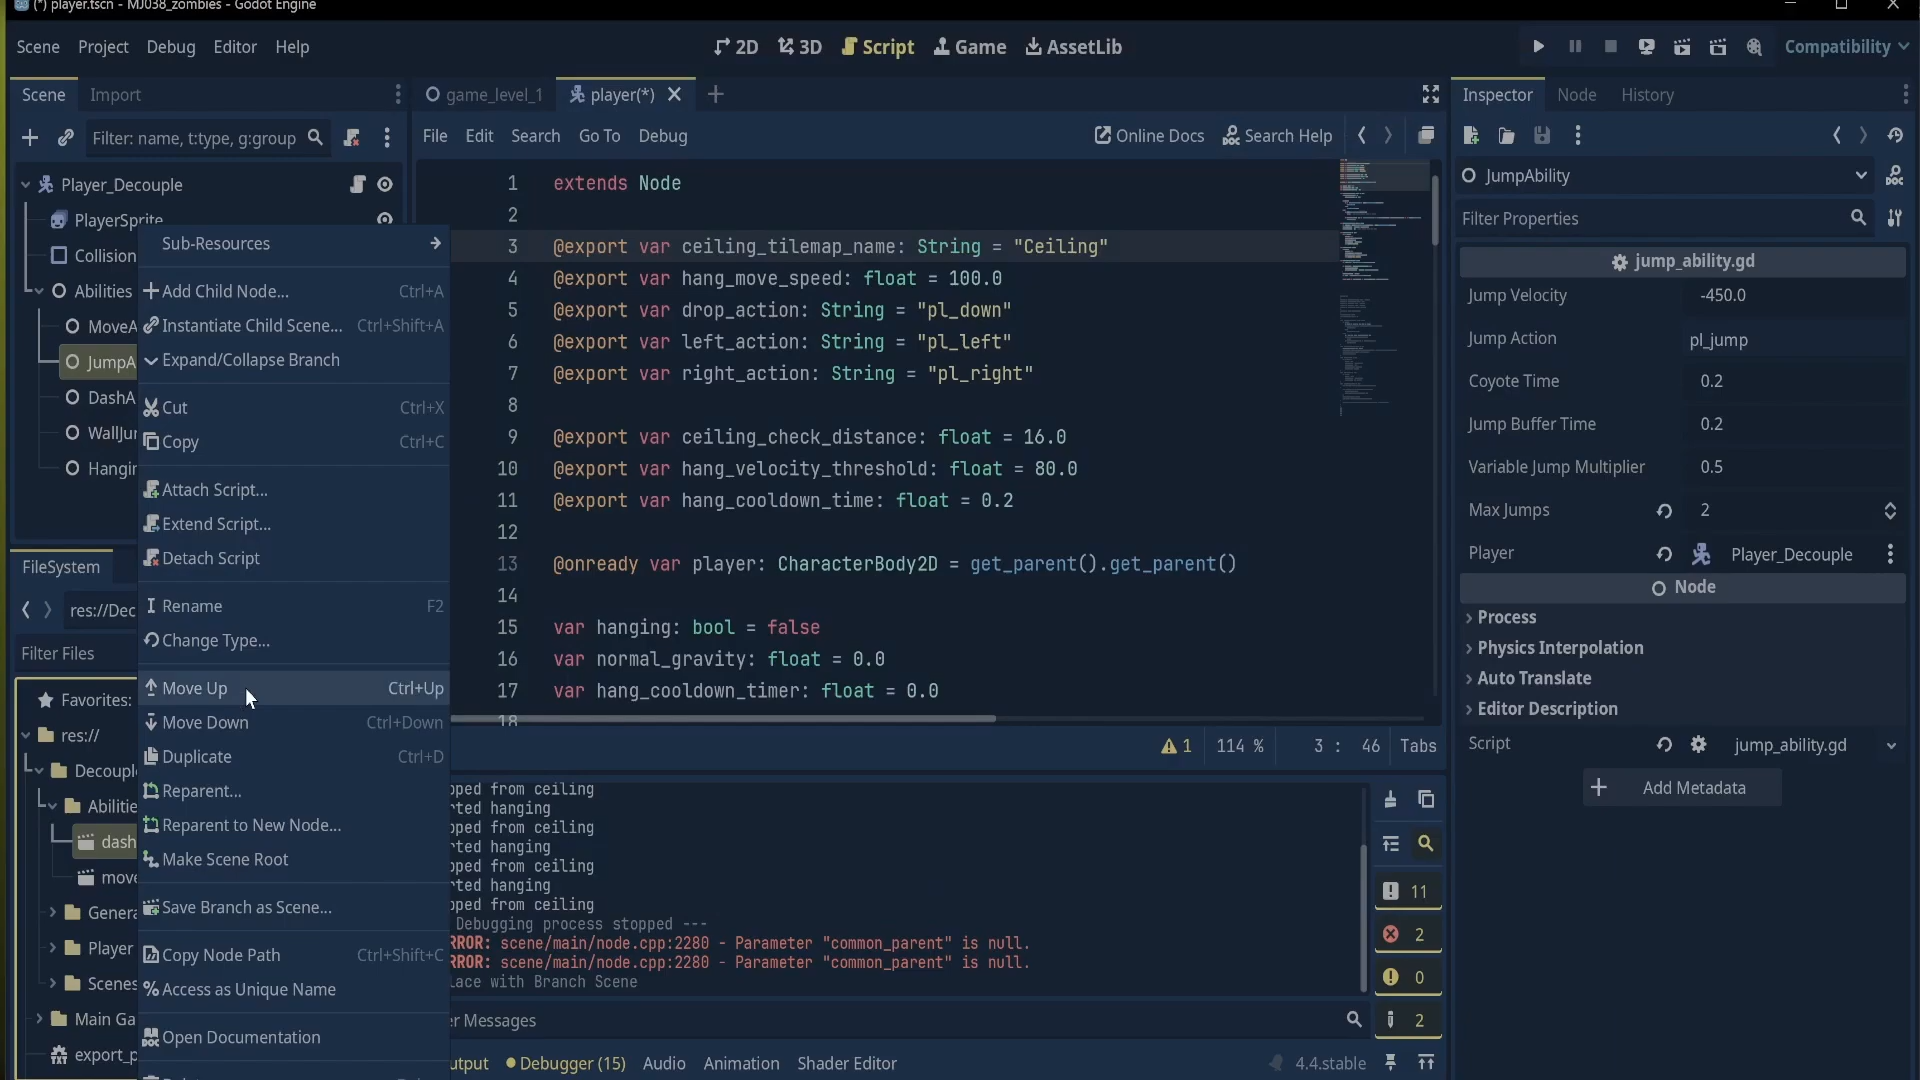 (*) player.tscn - MJ038_zombies - Godot Engine
Scene Project Debug Editor Help
2D 3D Script Game AssetLib
Compatibility
Scene Import
game_level_1 player(*)
Inspector Node History
Filter: name, t:type, g:group
File Edit Search Go To Debug
Online Docs Search Help
Player_Decouple
PlayerSprite
Collision
Abilities
MoveA
JumpA
DashA
WallJur
Hangin
Sub-Resources
Add Child Node... Ctrl+A
Instantiate Child Scene... Ctrl+Shift+A
Expand/Collapse Branch
Cut Ctrl+X
Copy Ctrl+C
Attach Script...
Extend Script...
Detach Script
Rename F2
Change Type...
Move Up Ctrl+Up
Move Down Ctrl+Down
Duplicate Ctrl+D
Reparent...
Reparent to New Node...
Make Scene Root
Save Branch as Scene...
Copy Node Path Ctrl+Shift+C
Access as Unique Name
Open Documentation
FileSystem
res://Dec
Filter Files
Favorites:
res://
Decouple
Abilitie
dash
move
Genera
Player
Scenes
Main Ga
export_p
1 extends Node
2
3 @export var ceiling_tilemap_name: String = "Ceiling"
4 @export var hang_move_speed: float = 100.0
5 @export var drop_action: String = "pl_down"
6 @export var left_action: String = "pl_left"
7 @export var right_action: String = "pl_right"
8
9 @export var ceiling_check_distance: float = 16.0
10 @export var hang_velocity_threshold: float = 80.0
11 @export var hang_cooldown_time: float = 0.2
12
13 @onready var player: CharacterBody2D = get_parent().get_parent()
14
15 var hanging: bool = false
16 var normal_gravity: float = 0.0
17 var hang_cooldown_timer: float = 0.0
18
1 114 % 3 : 46 Tabs
pped from ceiling
rted hanging
pped from ceiling
rted hanging
pped from ceiling
rted hanging
pped from ceiling
Debugging process stopped ---
RROR: scene/main/node.cpp:2280 - Parameter "common_parent" is null.
RROR: scene/main/node.cpp:2280 - Parameter "common_parent" is null.
lace with Branch Scene
11
2
0
2
r Messages
utput Debugger (15) Audio Animation Shader Editor
4.4.stable
JumpAbility
Filter Properties
jump_ability.gd
Jump Velocity -450.0
Jump Action pl_jump
Coyote Time 0.2
Jump Buffer Time 0.2
Variable Jump Multiplier 0.5
Max Jumps 2
Player Player_Decouple
Node
Process
Physics Interpolation
Auto Translate
Editor Description
Script jump_ability.gd
Add Metadata